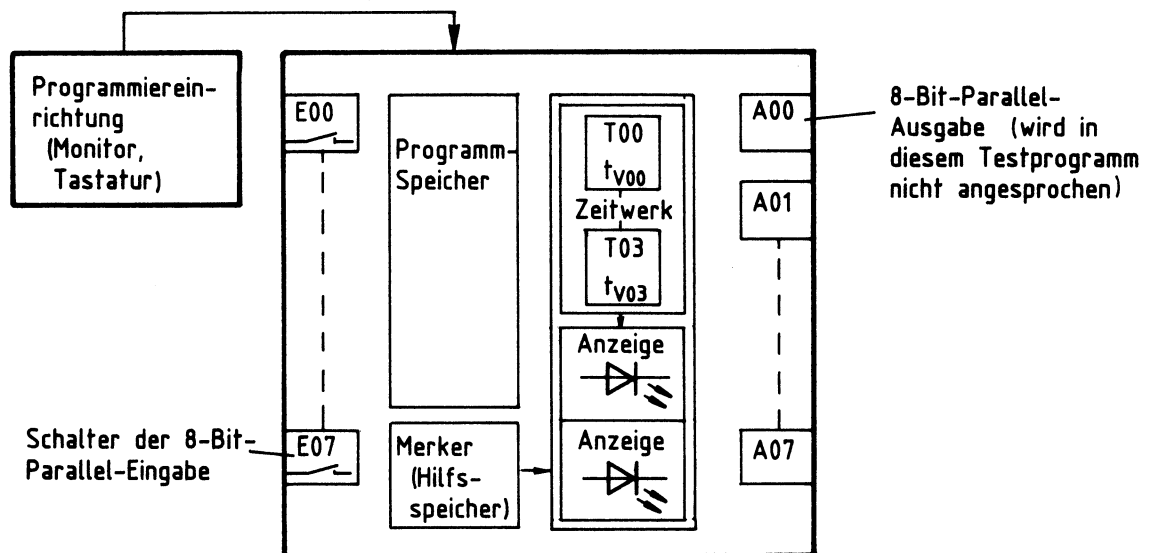 Programmierein-
richtung
(Monitor,
Tastatur)
E00
Programm-
Speicher
T00
tV00
Zeitwerk
T03
tV03
Anzeige
Anzeige
A00
A01
A07
8-Bit-Parallel-
Ausgabe (wird in
diesem Testprogramm
nicht angesprochen)
Schalter der 8-Bit-
Parallel-Eingabe
E07
Merker
(Hilfs-
speicher)